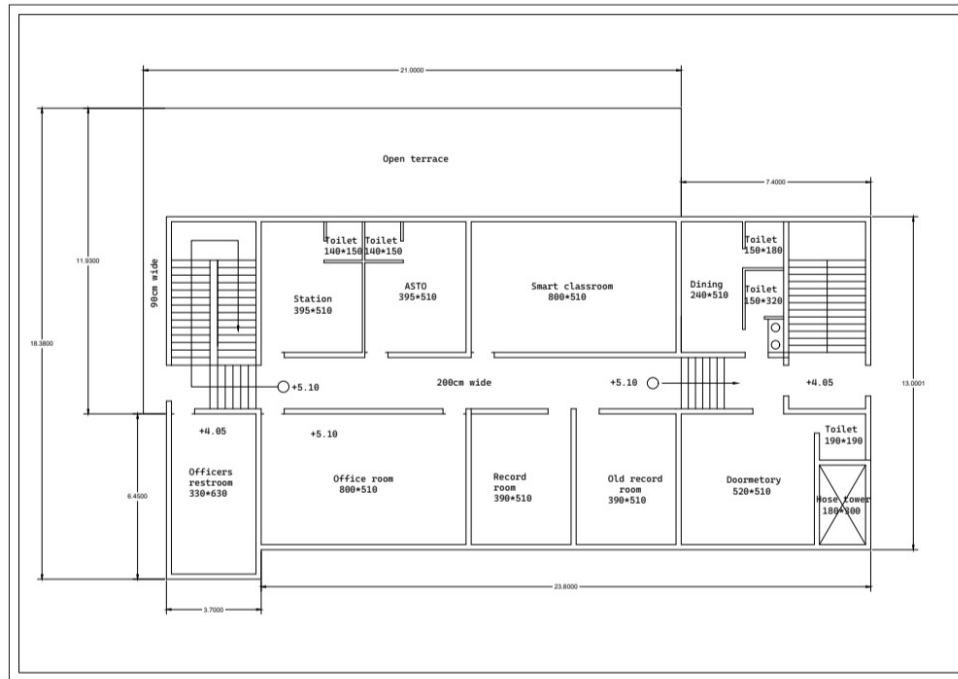 21.0000
Open terrace
7.4000
11.9300
90cm wide
Toilet
140*150
Toilet
140*150
Toilet
150*180
Station
395*510
ASTO
395*510
Smart classroom
800*510
Dining
240*510
Toilet
150*320
18.3800
+5.10
200cm wide
+5.10
+4.05
13.0001
+4.05
+5.10
Toilet
190*190
Officers
restroom
330*630
Office room
800*510
Record
room
390*510
Old record
room
390*510
Doormetory
520*510
6.4500
Hose tower
180*300
23.8000
3.7000